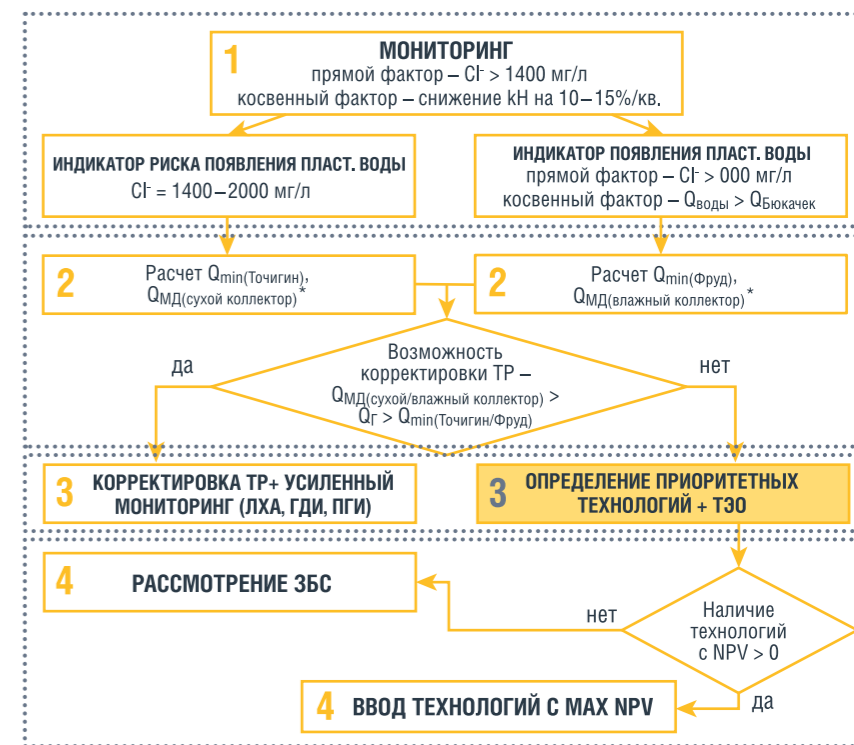 1 МОНИТОРИНГ
прямой фактор – Cl⁻ > 1400 мг/л
косвенный фактор – снижение kН на 10–15%/кв.
ИНДИКАТОР РИСКА ПОЯВЛЕНИЯ ПЛАСТ. ВОДЫ
Cl⁻ = 1400–2000 мг/л
ИНДИКАТОР ПОЯВЛЕНИЯ ПЛАСТ. ВОДЫ
прямой фактор – Cl⁻ > 000 мг/л
косвенный фактор – Qводы > QБюкачек
2 Расчет Qmin(Точигин),
QМД(сухой коллектор)*
2 Расчет Qmin(Фруд),
QМД(влажный коллектор)*
да
Возможность
корректировки ТР –
QМД(сухой/влажный коллектор) >
QГ > Qmin(Точигин/Фруд)
нет
3 КОРРЕКТИРОВКА ТР+ УСИЛЕННЫЙ
МОНИТОРИНГ (ЛХА, ГДИ, ПГИ)
3 ОПРЕДЕЛЕНИЕ ПРИОРИТЕТНЫХ
ТЕХНОЛОГИЙ + ТЭО
4 РАССМОТРЕНИЕ ЗБС
нет
Наличие
технологий
с NPV > 0
да
4 ВВОД ТЕХНОЛОГИЙ С MAX NPV